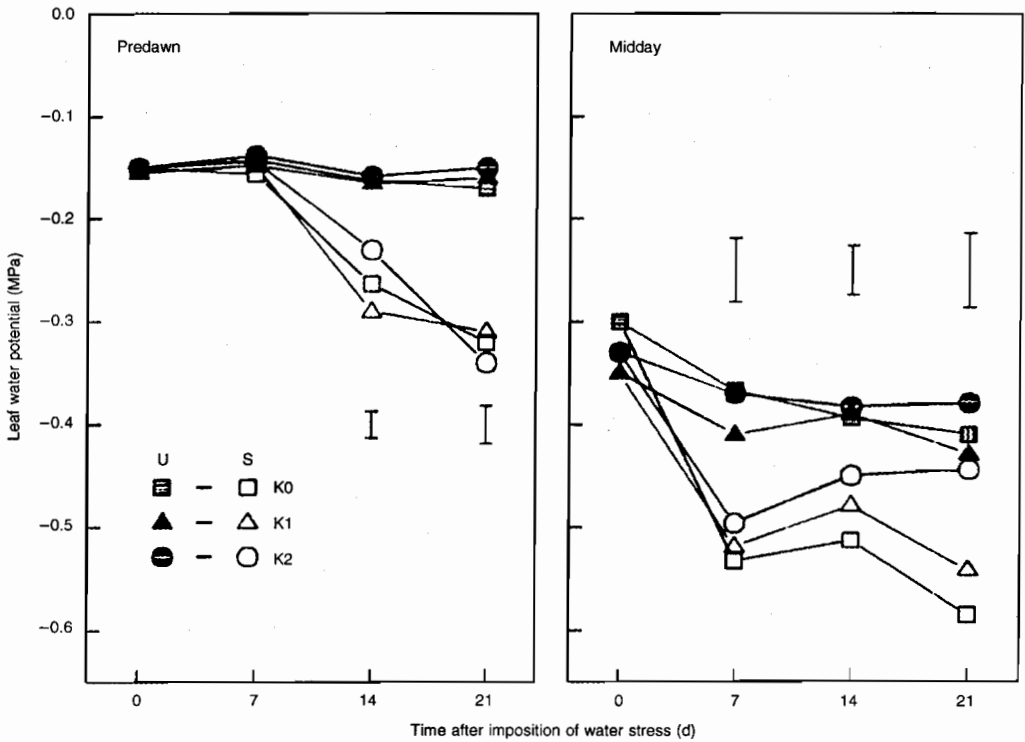 Predawn
Midday
0.0
−0.1
−0.2
−0.3
−0.4
−0.5
−0.6
Leaf water potential (MPa)
U S
K0
K1
K2
0 7 14 21
0 7 14 21
Time after imposition of water stress (d)